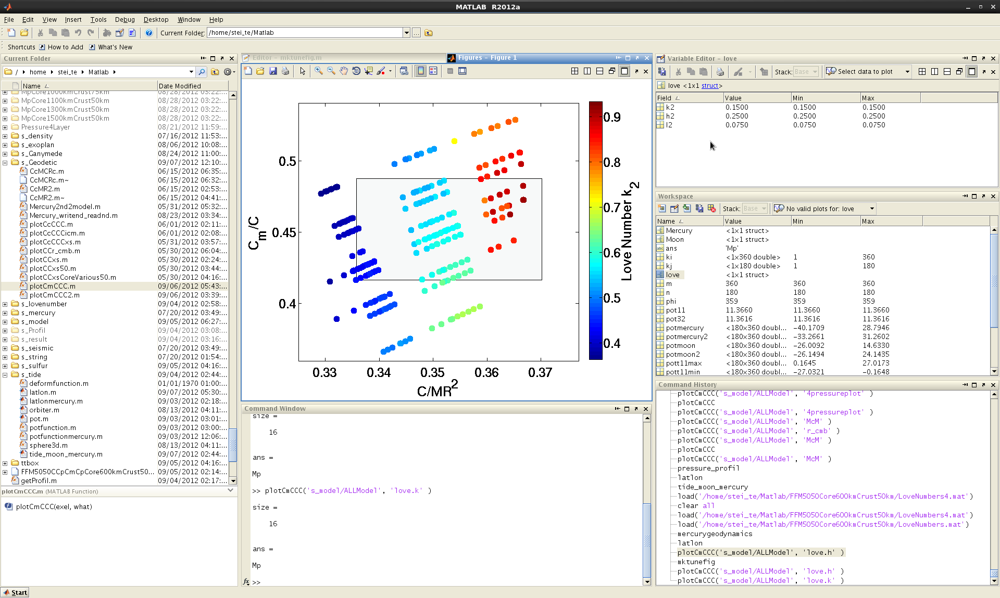 MATLAB R2012a
File Edit View Insert Tools Debug Desktop Window Help
Current Folder: /home/stei_te/Matlab
Shortcuts How to Add What's New
Current Folder
/ home stei_te Matlab
Name Date Modified
MpCore1000kmCrust75km 08/28/2012 03:22:...
MpCore1100kmCrust50km 08/28/2012 03:22:...
MpCore1300kmCrust50km 08/28/2012 03:22:...
MpCore1500kmCrust50km 08/28/2012 03:22:...
Pressure4Layer 08/21/2012 11:59:...
s_density 07/16/2012 11:53:...
s_exoplan 08/06/2012 10:08:...
s_Ganymede 08/24/2012 11:00:...
s_Geodetic 09/07/2012 12:10:...
CcMCRc.m 06/15/2012 06:35:...
CcMCRc.m~ 06/15/2012 06:32:...
CcMR2.m 06/15/2012 02:53:...
CcMR2.m~ 06/15/2012 04:41:...
Mercury2nd2model.m 05/31/2012 05:32:...
Mercury_writend_readnd.m 08/23/2012 03:34:...
plotCcCCC.m 06/01/2012 02:11:...
plotCcCCCicm.m 06/01/2012 02:08:...
plotCcCCCxs.m 05/31/2012 03:57:...
plotCCr_cmb.m 05/30/2012 06:04:...
plotCCxs.m 05/30/2012 02:24:...
plotCCxs50.m 05/30/2012 03:44:...
plotCCxsCoreVarious50.m 05/30/2012 04:16:...
plotCmCCC.m 09/06/2012 05:43:...
plotCmCCC2.m 09/06/2012 03:39:...
s_lovenumber 09/04/2012 02:58:...
s_mercury 07/20/2012 03:49:...
s_model 09/05/2012 06:27:...
s_Profil 09/04/2012 03:08:...
s_result 09/04/2012 03:16:...
s_seismic 07/20/2012 03:49:...
s_string 07/20/2012 01:54:...
s_sulfur 09/05/2012 04:16:...
s_tide 09/04/2012 02:44:...
deformfunction.m 01/01/1970 01:00:...
latlon.m 09/07/2012 05:30:...
latlonmercury.m 09/03/2012 02:18:...
orbiter.m 08/13/2012 04:11:...
pot.m 09/03/2012 03:01:...
potfunction.m 09/03/2012 03:00:...
potfunctionmercury.m 09/03/2012 12:06:...
sphere3d.m 08/13/2012 04:11:...
tide_moon_mercury.m 09/07/2012 02:44:...
ttbox 09/05/2012 04:16:...
FFM5050CCpCmCpCore600kmCrust50... 09/05/2012 02:14:...
getProfil.m 09/04/2012 02:17:...
plotCmCCC.m (MATLAB Function)
plotCmCCC(exel, what)
Start
Editor - mktunefig.m
Figures - Figure 1
0.5
0.45
0.4
Cm/C
0.33 0.34 0.35 0.36 0.37
C/MR2
0.9
0.8
0.7
0.6
0.5
0.4
Love Number k2
Command Window
size =
16
ans =
Mp
>> plotCmCCC('s_model/ALLModel', 'love.k' )
size =
16
ans =
Mp
fx >>
Variable Editor - love
Stack: Base Select data to plot
love <1x1 struct>
Field Value Min Max
k2 0.1500 0.1500 0.1500
h2 0.2500 0.2500 0.2500
l2 0.0750 0.0750 0.0750
Workspace
Stack: Base No valid plots for: love
Name Value Min Max
Mercury <1x1 struct>
Moon <1x1 struct>
abc ans 'Mp'
ki <1x360 double> 1 360
kj <1x180 double> 1 180
love <1x1 struct>
m 360 360 360
n 180 180 180
phi 359 359 359
pot11 11.3660 11.3660 11.3660
pot32 11.3616 11.3616 11.3616
potmercury <180x360 doubl... -40.1709 28.7946
potmercury2 <180x360 doubl... -33.2661 31.2602
potmoon <180x360 doubl... -26.0092 14.6330
potmoon2 <180x360 doubl... -26.1494 24.1435
pott11max <180x360 doubl... 0.1645 27.0173
pott11min <180x360 doubl... -27.0321 -0.1648
Command History
plotCmCCC('s_model/ALLModel', '4pressureplot' )
plotCmCCC
plotCmCCC('s_model/ALLModel', '4pressureplot' )
plotCmCCC('s_model/ALLModel', 'McM' )
plotCmCCC('s_model/ALLModel', 'r_cmb' )
plotCmCCC('s_model/ALLModel', 'McM' )
plotCmCCC
plotCmCCC('s_model/ALLModel', 'McM' )
pressure_profil
latlon
tide_moon_mercury
load('/home/stei_te/Matlab/FFM5050Core600kmCrust50km/LoveNumbers4.mat')
clear all
load('/home/stei_te/Matlab/FFM5050Core600kmCrust50km/LoveNumbers4.mat')
load('/home/stei_te/Matlab/FFM5050Core600kmCrust50km/LoveNumbers.mat')
mercurygeodynamics
latlon
plotCmCCC('s_model/ALLModel', 'love.h' )
mktunefig
plotCmCCC('s_model/ALLModel', 'love.h' )
plotCmCCC('s_model/ALLModel', 'love.k' )